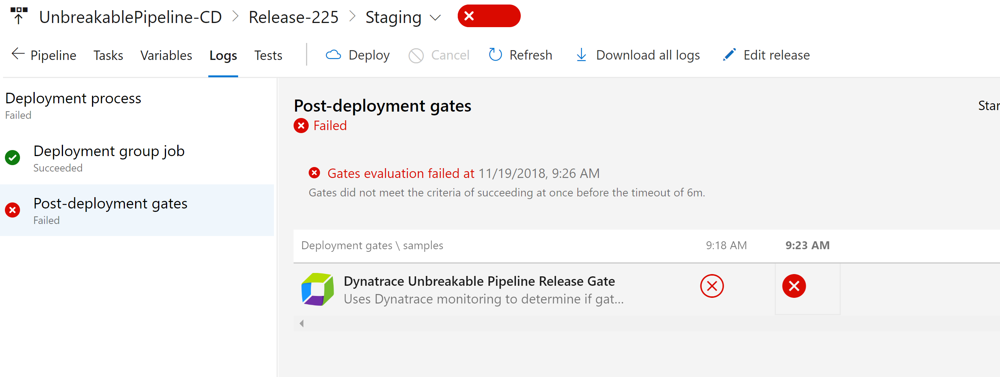 UnbreakablePipeline-CD > Release-225 > Staging
Pipeline Tasks Variables Logs Tests Deploy Cancel Refresh Download all logs Edit release
Deployment process
Failed
Deployment group job
Succeeded
Post-deployment gates
Failed
Post-deployment gates
Star
Failed
Gates evaluation failed at 11/19/2018, 9:26 AM
Gates did not meet the criteria of succeeding at once before the timeout of 6m.
Deployment gates \ samples 9:18 AM 9:23 AM
Dynatrace Unbreakable Pipeline Release Gate
Uses Dynatrace monitoring to determine if gat...